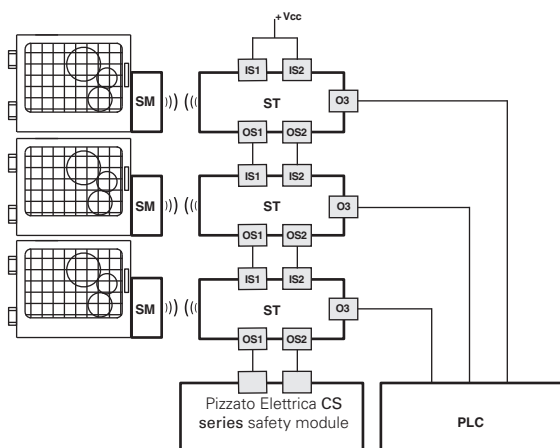 + Vcc
IS1 IS2
SM ST O3
OS1 OS2
IS1 IS2
SM ST O3
OS1 OS2
IS1 IS2
SM ST O3
OS1 OS2
Pizzato Elettrica CS
series safety module
PLC